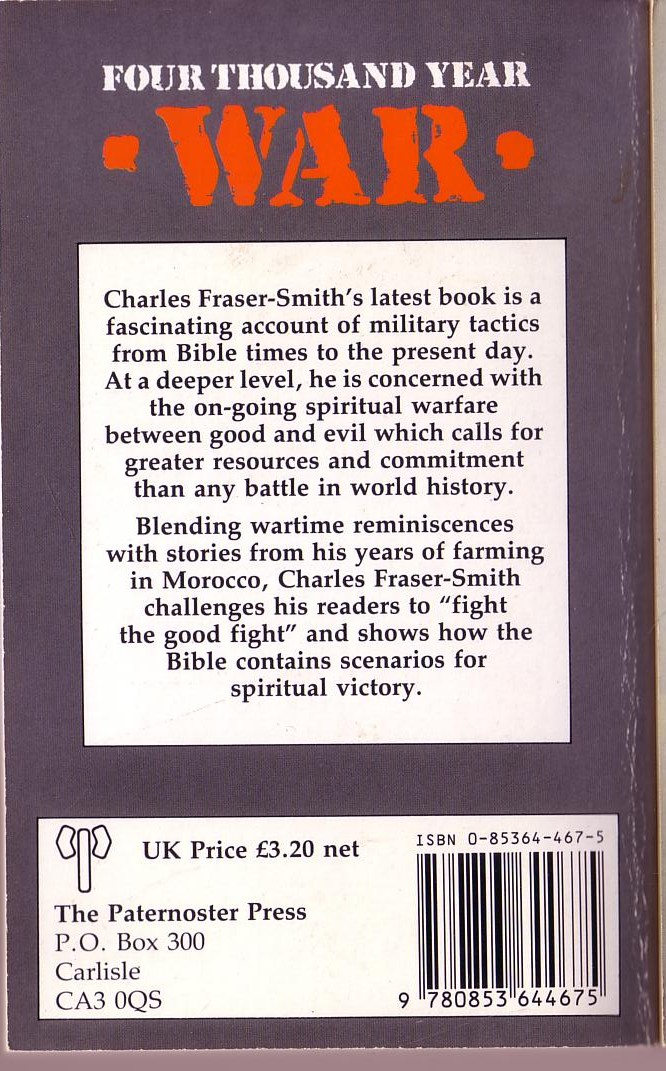 FOUR THOUSAND YEAR
• WAR •
Charles Fraser-Smith's latest book is a
fascinating account of military tactics
from Bible times to the present day.
At a deeper level, he is concerned with
the on-going spiritual warfare
between good and evil which calls for
greater resources and commitment
than any battle in world history.
Blending wartime reminiscences
with stories from his years of farming
in Morocco, Charles Fraser-Smith
challenges his readers to “fight
the good fight” and shows how the
Bible contains scenarios for
spiritual victory.
UK Price £3.20 net
The Paternoster Press
P.O. Box 300
Carlisle
CA3 0QS
ISBN 0-85364-467-5
9 780853 644675